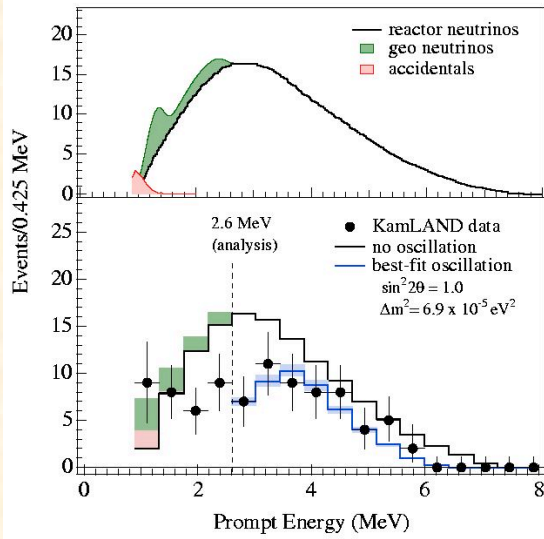 reactor neutrinos
geo neutrinos
accidentals
20
15
10
5
0
Events/0.425 MeV
2.6 MeV
(analysis)
KamLAND data
no oscillation
best-fit oscillation
sin²2θ = 1.0
Δm² = 6.9 x 10⁻⁵ eV²
25
20
15
10
5
0
0 2 4 6 8
Prompt Energy (MeV)